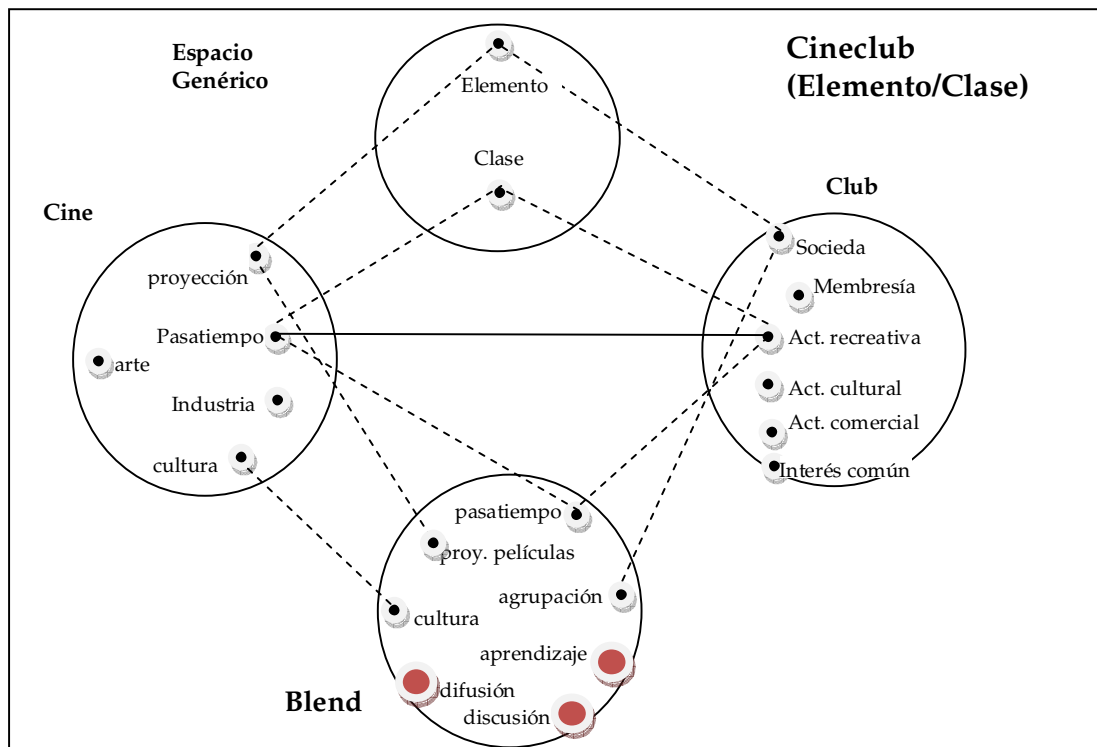 Espacio
Genérico
Cineclub
(Elemento/Clase)
Elemento
Clase
Cine
proyección
Pasatiempo
arte
Industria
cultura
Club
Socieda
Membresía
Act. recreativa
Act. cultural
Act. comercial
Interés común
pasatiempo
proy. películas
agrupación
cultura
aprendizaje
difusión
discusión
Blend